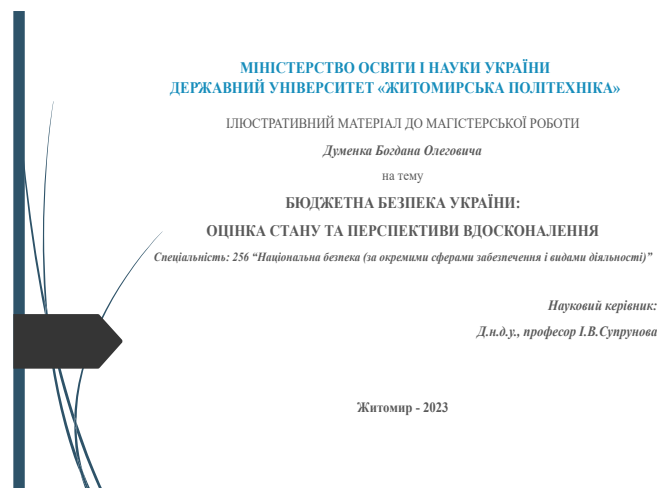 МІНІСТЕРСТВО ОСВІТИ І НАУКИ УКРАЇНИ
ДЕРЖАВНИЙ УНІВЕРСИТЕТ «ЖИТОМИРСЬКА ПОЛІТЕХНІКА»
ІЛЮСТРАТИВНИЙ МАТЕРІАЛ ДО МАГІСТЕРСЬКОЇ РОБОТИ
Думенка Богдана Олеговича
на тему
БЮДЖЕТНА БЕЗПЕКА УКРАЇНИ:
ОЦІНКА СТАНУ ТА ПЕРСПЕКТИВИ ВДОСКОНАЛЕННЯ
Спеціальність: 256 “Національна безпека (за окремими сферами забезпечення і видами діяльності)”
Науковий керівник:
Д.н.д.у., професор І.В.Супрунова
Житомир - 2023